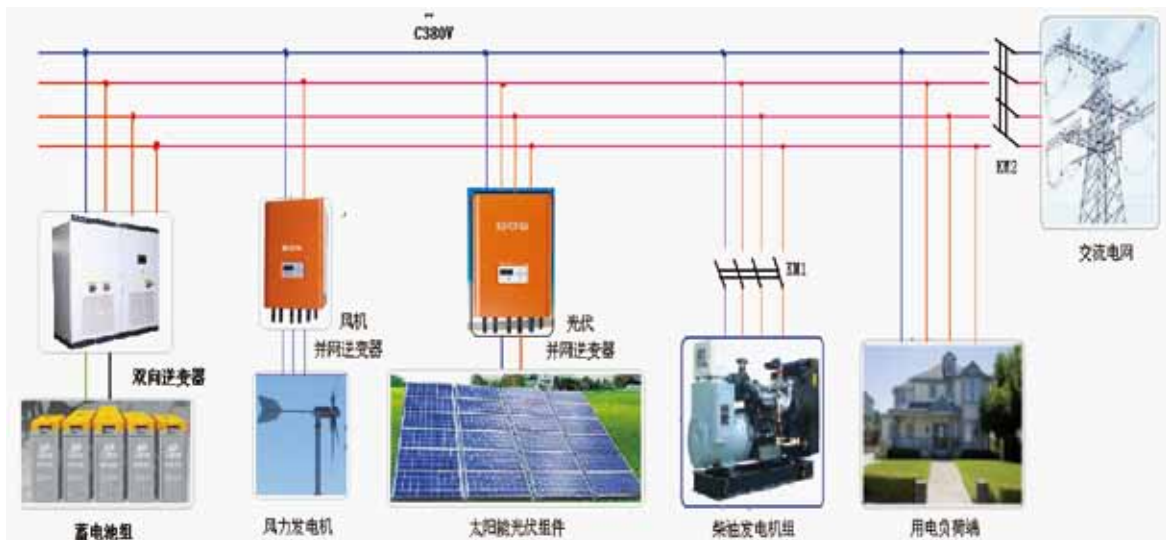 C380V
KM2
交流电网
KM1
风机
并网逆变器
光伏
并网逆变器
双向逆变器
蓄电池组
风力发电机
太阳能光伏组件
柴油发电机组
用电负荷端